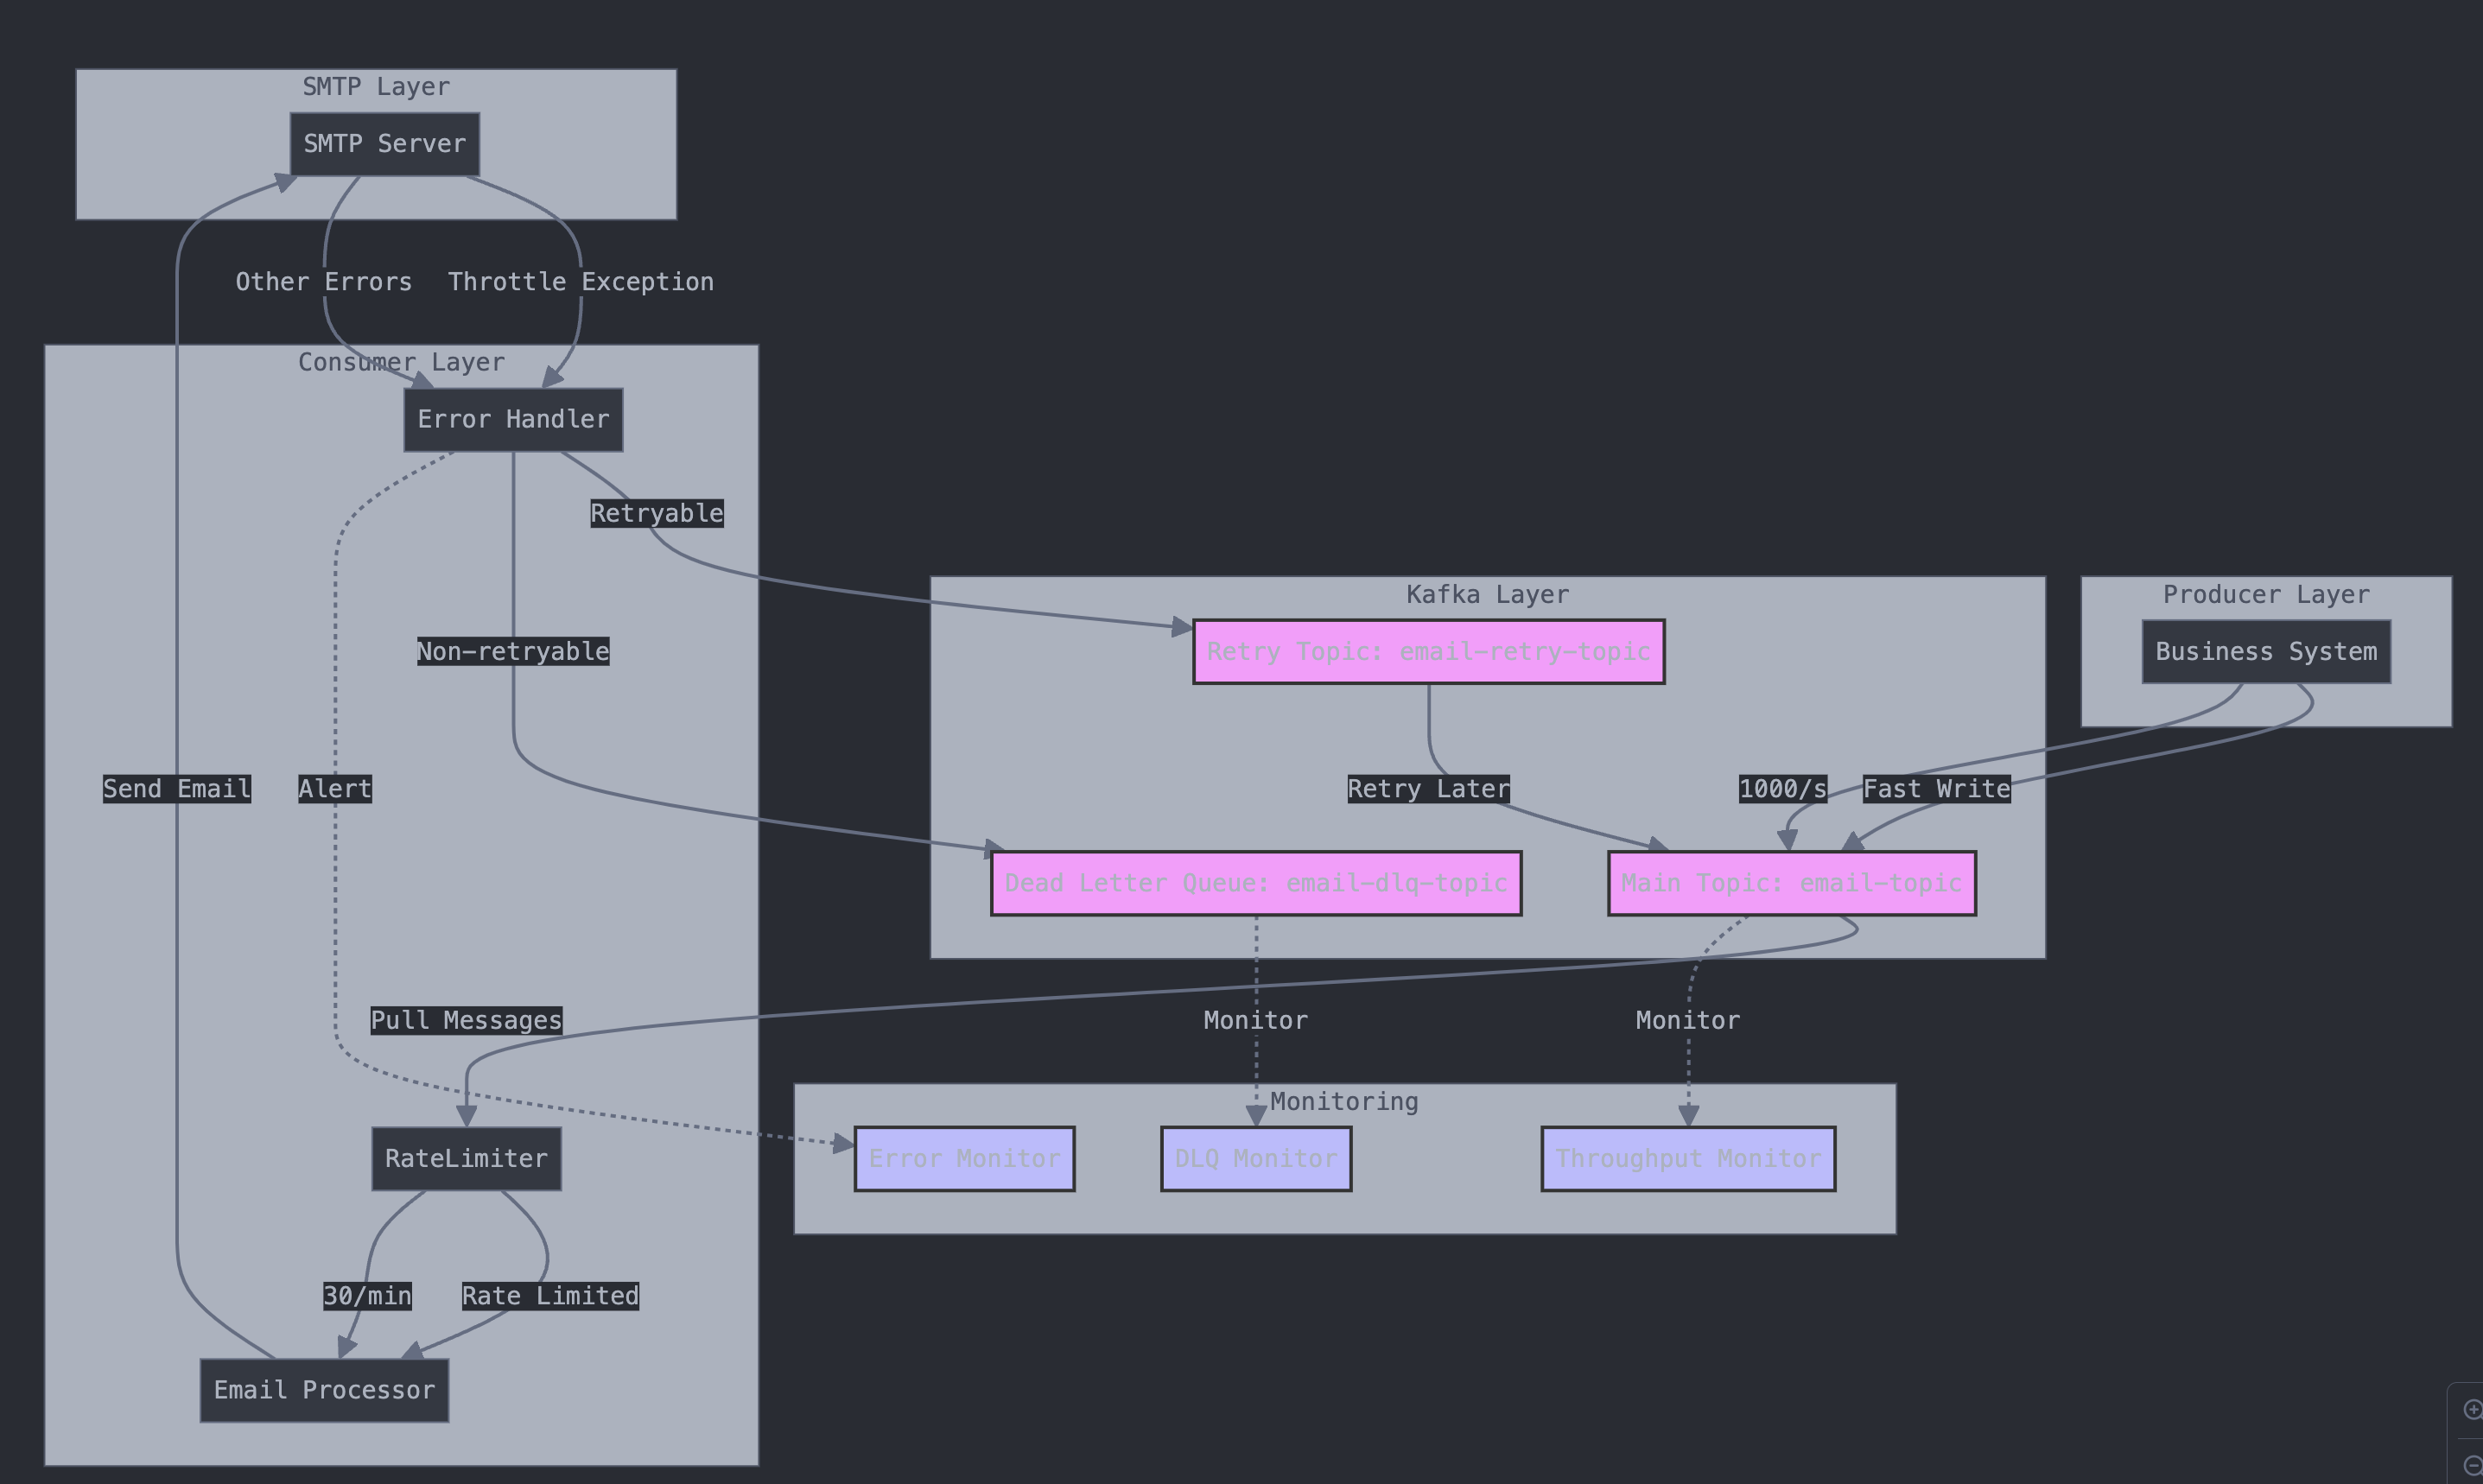 SMTP Layer
SMTP Server
Other Errors
Throttle Exception
Consumer Layer
Error Handler
Retryable
Kafka Layer
Producer Layer
Non-retryable
Retry Topic: email-retry-topic
Business System
Send Email
Alert
Retry Later
1000/s
Fast Write
Dead Letter Queue: email-dlq-topic
Main Topic: email-topic
Pull Messages
Monitor
Monitor
Monitoring
RateLimiter
Error Monitor
DLQ Monitor
Throughput Monitor
30/min
Rate Limited
Email Processor